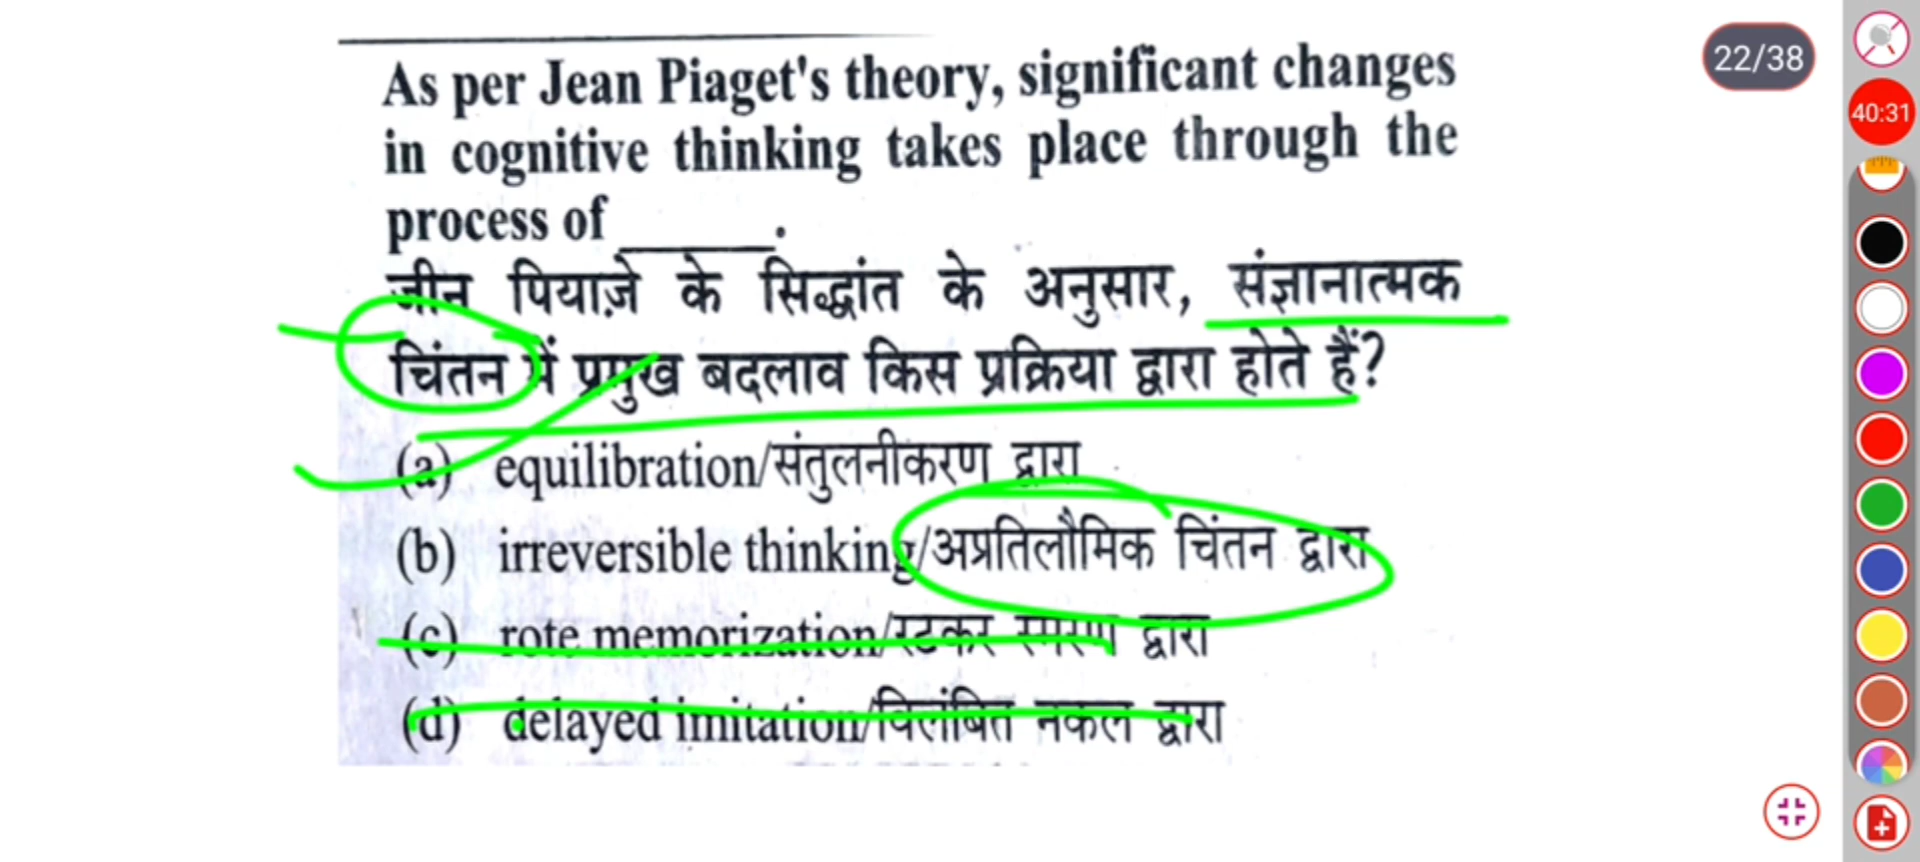 22/38
40:31
As per Jean Piaget's theory, significant changes
in cognitive thinking takes place through the
process of ______.
जीन पियाज़े के सिद्धांत के अनुसार, संज्ञानात्मक
चिंतन में प्रमुख बदलाव किस प्रक्रिया द्वारा होते हैं?
(a) equilibration/संतुलनीकरण द्वारा
(b) irreversible thinking/अप्रतिलौमिक चिंतन द्वारा
(c) rote memorization/रटकर स्मरण द्वारा
(d) delayed imitation/विलंबित नकल द्वारा